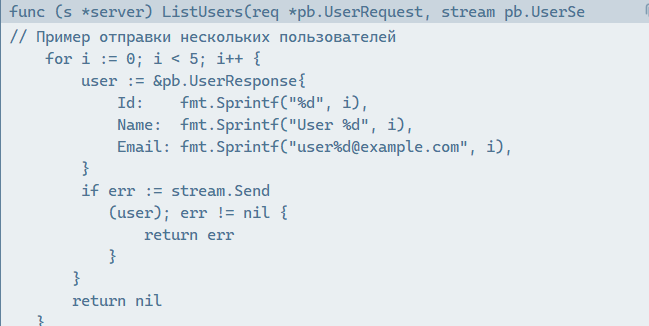 func (s *server) ListUsers(req *pb.UserRequest, stream pb.UserSe
// Пример отправки нескольких пользователей
    for i := 0; i < 5; i++ {
        user := &pb.UserResponse{
            Id:    fmt.Sprintf("%d", i),
            Name:  fmt.Sprintf("User %d", i),
            Email: fmt.Sprintf("user%d@example.com", i),
        }
        if err := stream.Send
           (user); err != nil {
               return err
           }
       }
       return nil
   }